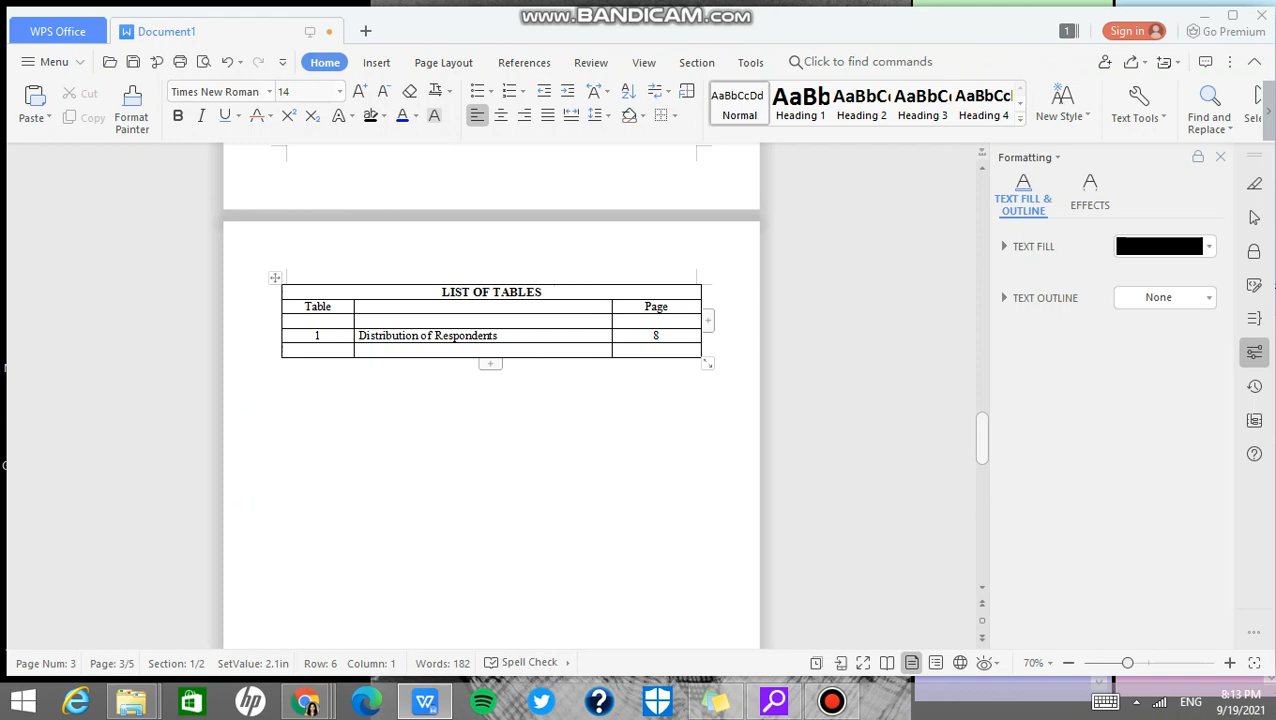 www.BANDICAM.com
WPS Office
Document1
1
Sign in
Go Premium
Menu
Home
Insert
Page Layout
References
Review
View
Section
Tools
Click to find commands
Paste
Cut
Copy
Format Painter
Times New Roman
14
AaBbCcDd
Normal
AaBb
Heading 1
AaBbC
Heading 2
AaBbC
Heading 3
AaBbC
Heading 4
New Style
Text Tools
Find and Replace
Formatting
TEXT FILL & OUTLINE
EFFECTS
TEXT FILL
TEXT OUTLINE
None
LIST OF TABLES
Table
Page
1
Distribution of Respondents
8
Page Num: 3
Page: 3/5
Section: 1/2
SetValue: 2.1in
Row: 6
Column: 1
Words: 182
Spell Check
70%
ENG
8:13 PM
9/19/2021